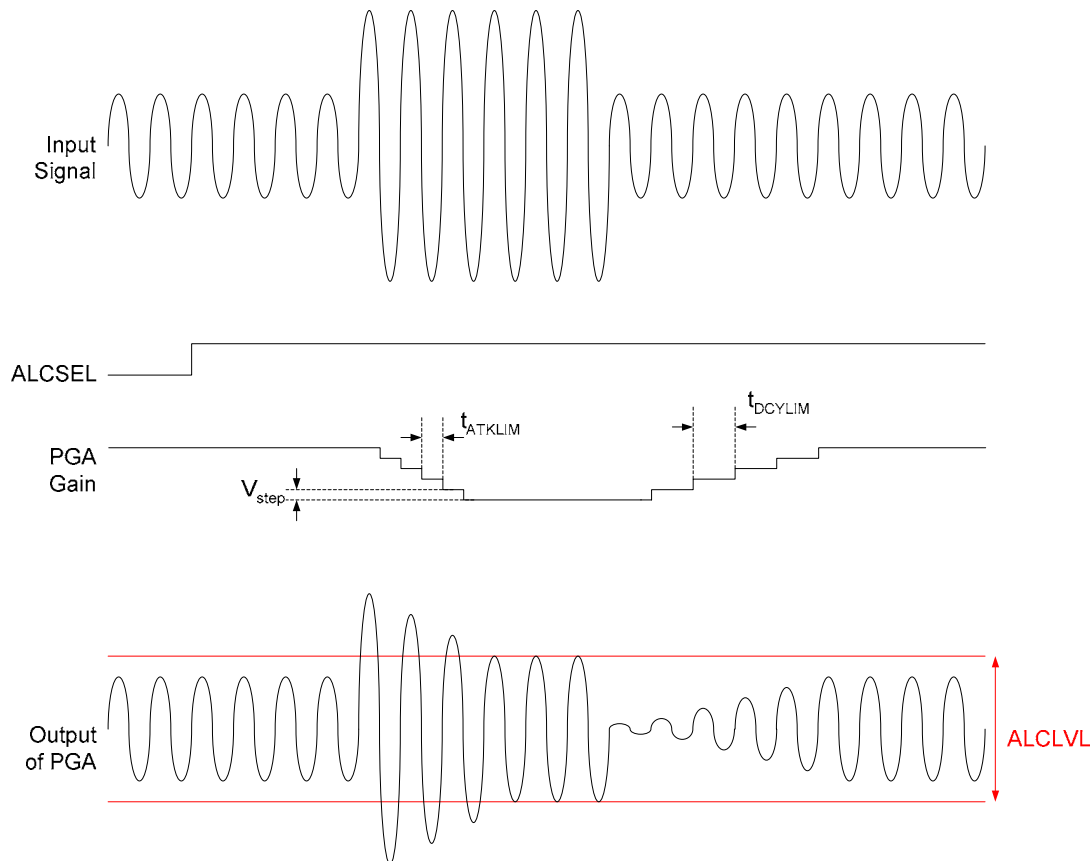 Input
Signal
ALCSEL
tATKLIM
tDCYLIM
PGA
Gain
Vstep
Output
of PGA
ALCLVL